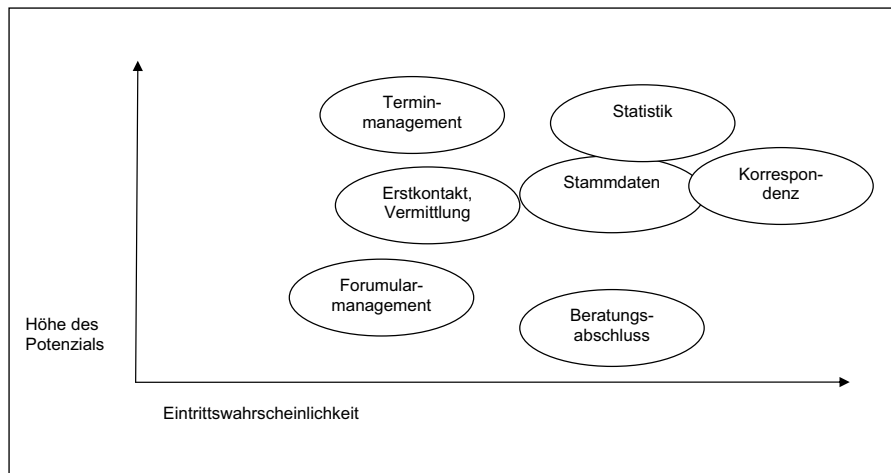 Termin-
management
Statistik
Erstkontakt,
Vermittlung
Stammdaten
Korrespon-
denz
Forumular-
management
Beratungs-
abschluss
Höhe des
Potenzials
Eintrittswahrscheinlichkeit